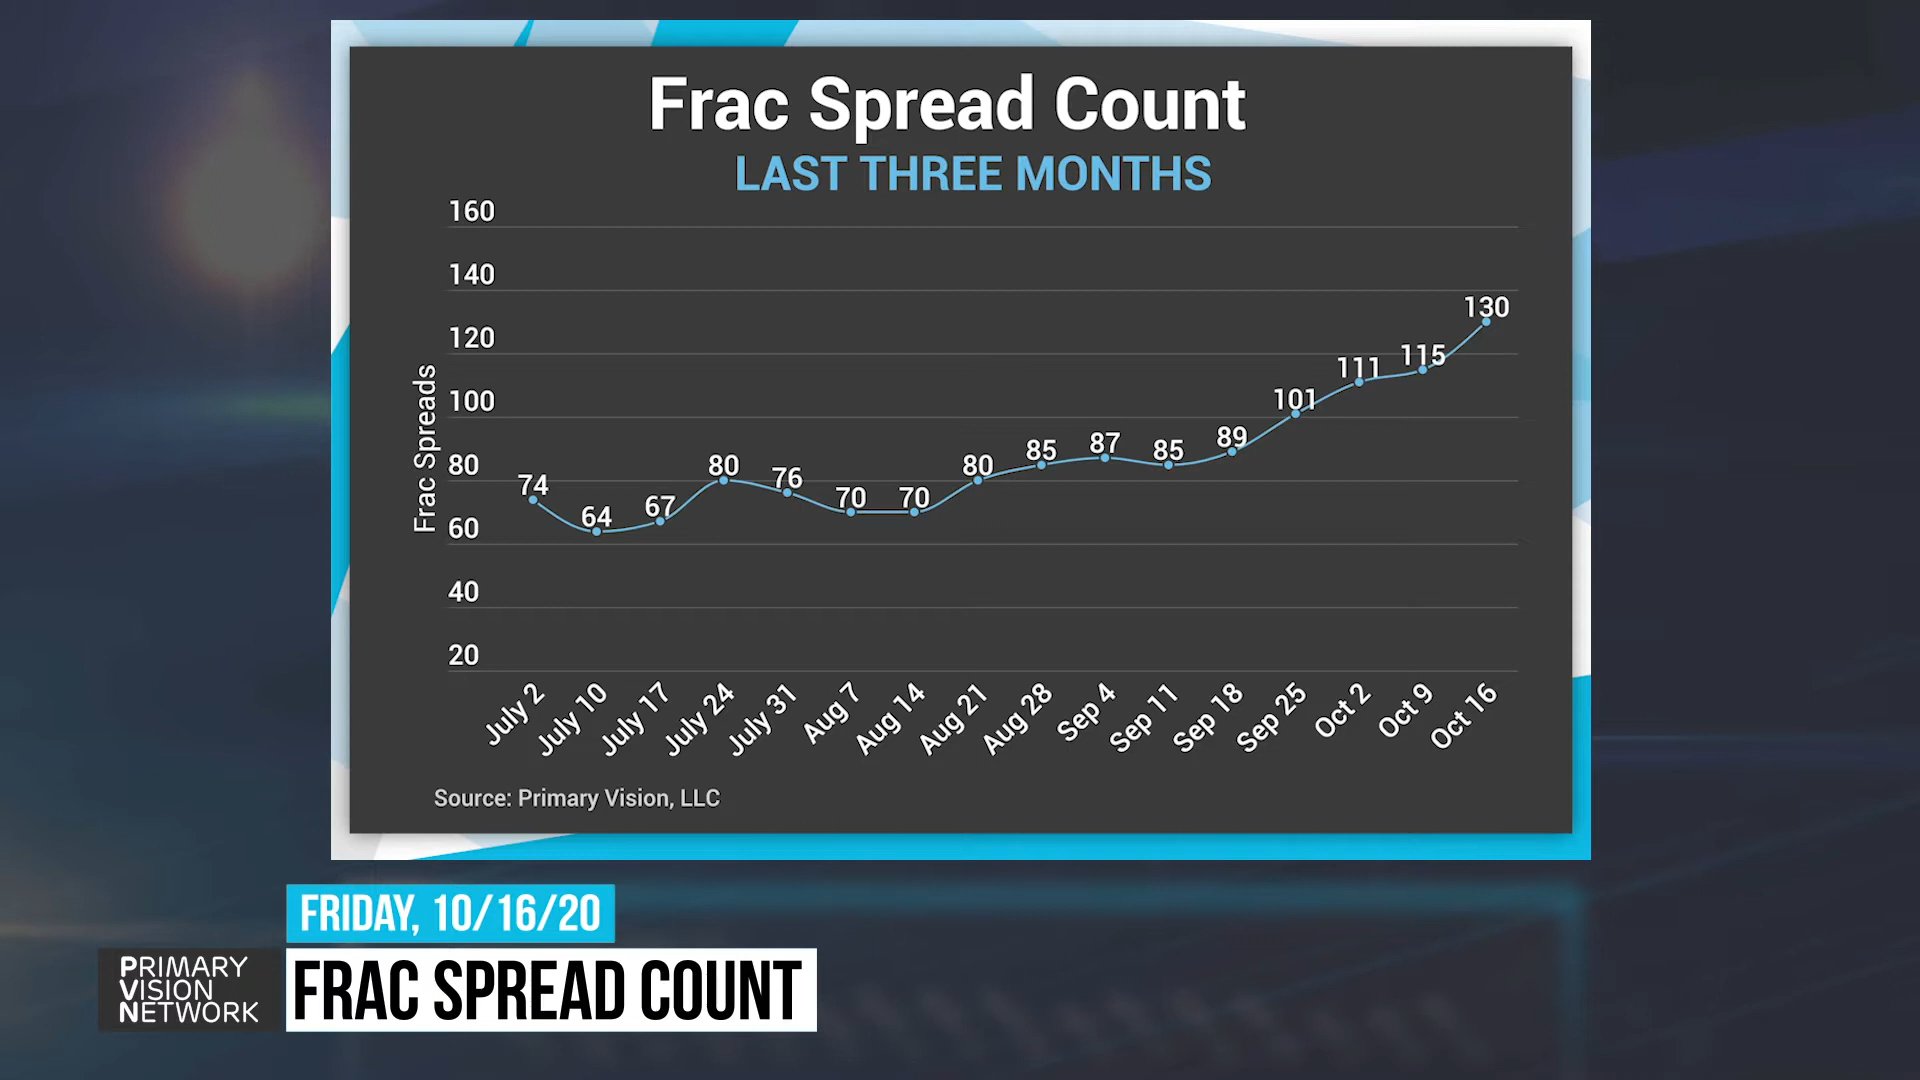 Frac Spread Count
LAST THREE MONTHS
160
140
120
100
80
60
40
20
Frac Spreads
74
64
67
80
76
70
70
80
85
87
85
89
101
111
115
130
July 2
July 10
July 17
July 24
July 31
Aug 7
Aug 14
Aug 21
Aug 28
Sep 4
Sep 11
Sep 18
Sep 25
Oct 2
Oct 9
Oct 16
Source: Primary Vision, LLC
FRIDAY, 10/16/20
PRIMARY
VISION
NETWORK
FRAC SPREAD COUNT